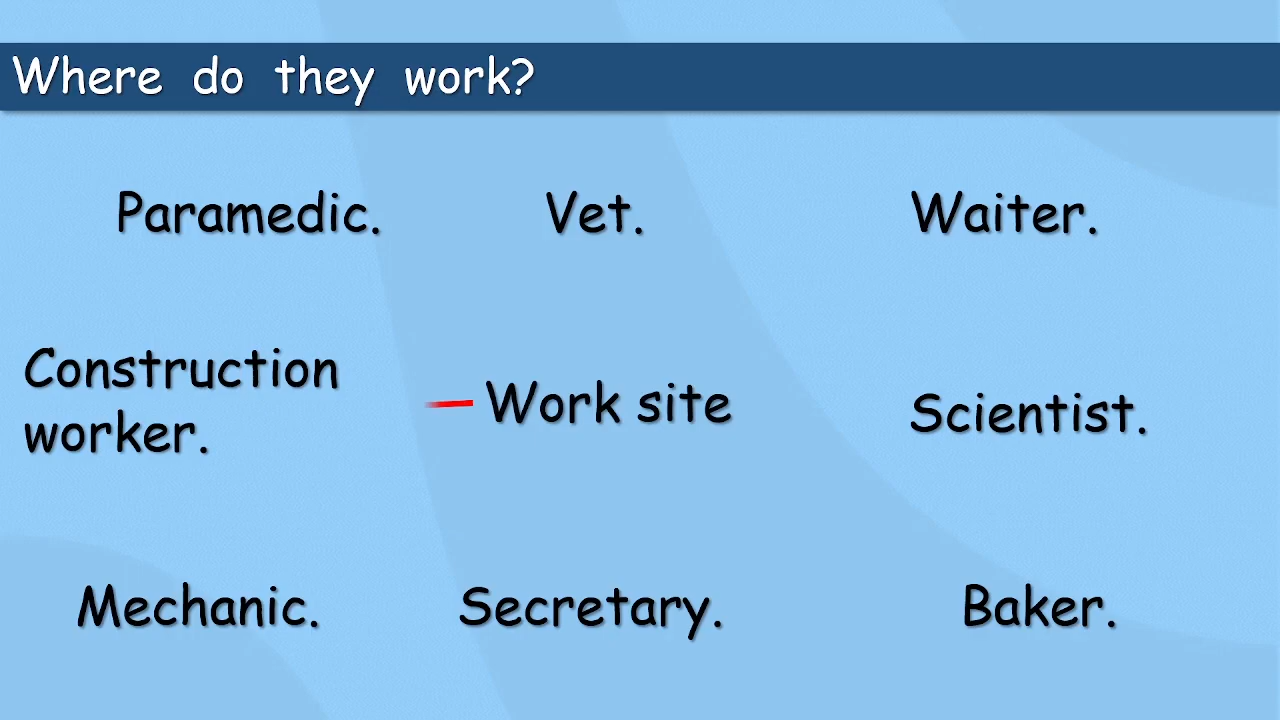 Where do they work?
Paramedic.
Vet.
Waiter.
Construction
worker.
Work site
Scientist.
Mechanic.
Secretary.
Baker.